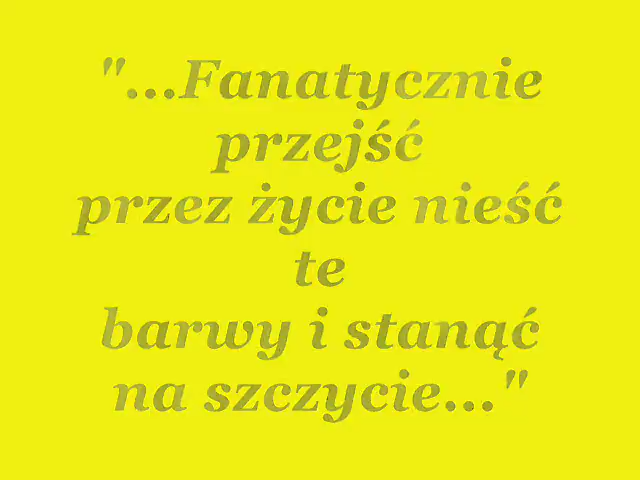 "...Fanatycznie
przejść
przez życie nieść
te
barwy i stanąć
na szczycie..."